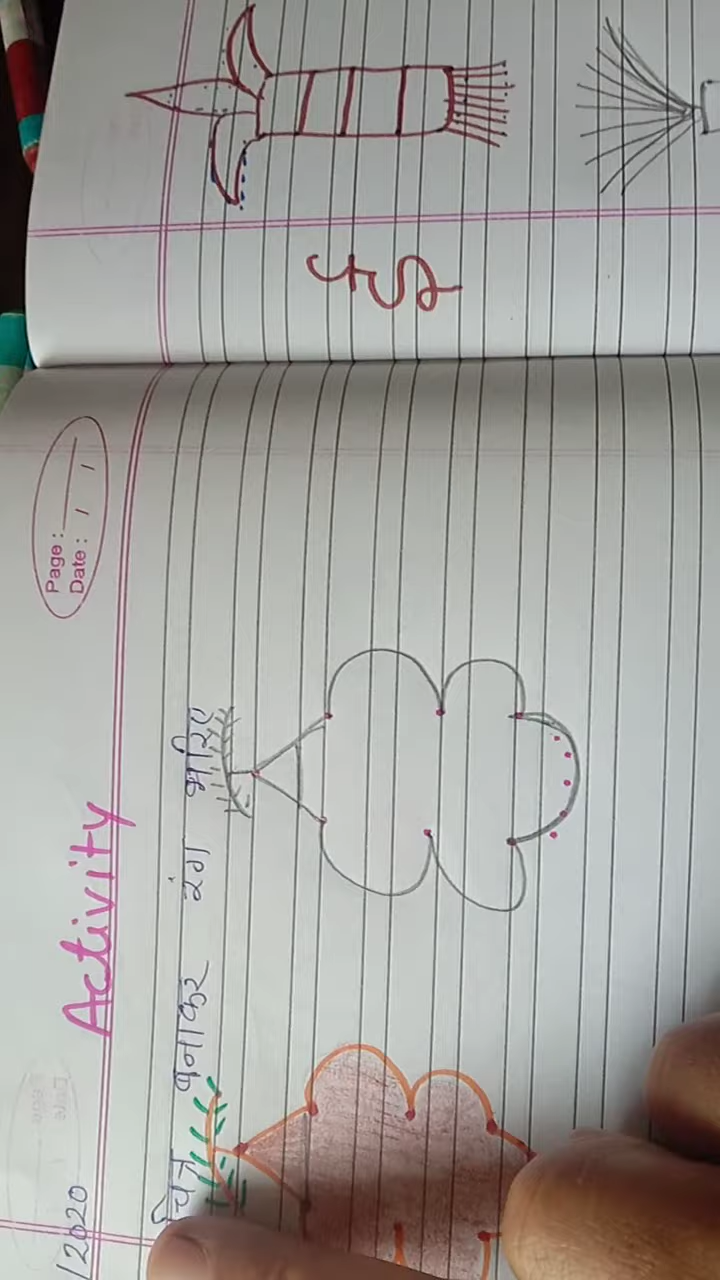 Page :
Date : / /
/2020
Activity
चित्र बनाकर रंग भरिए